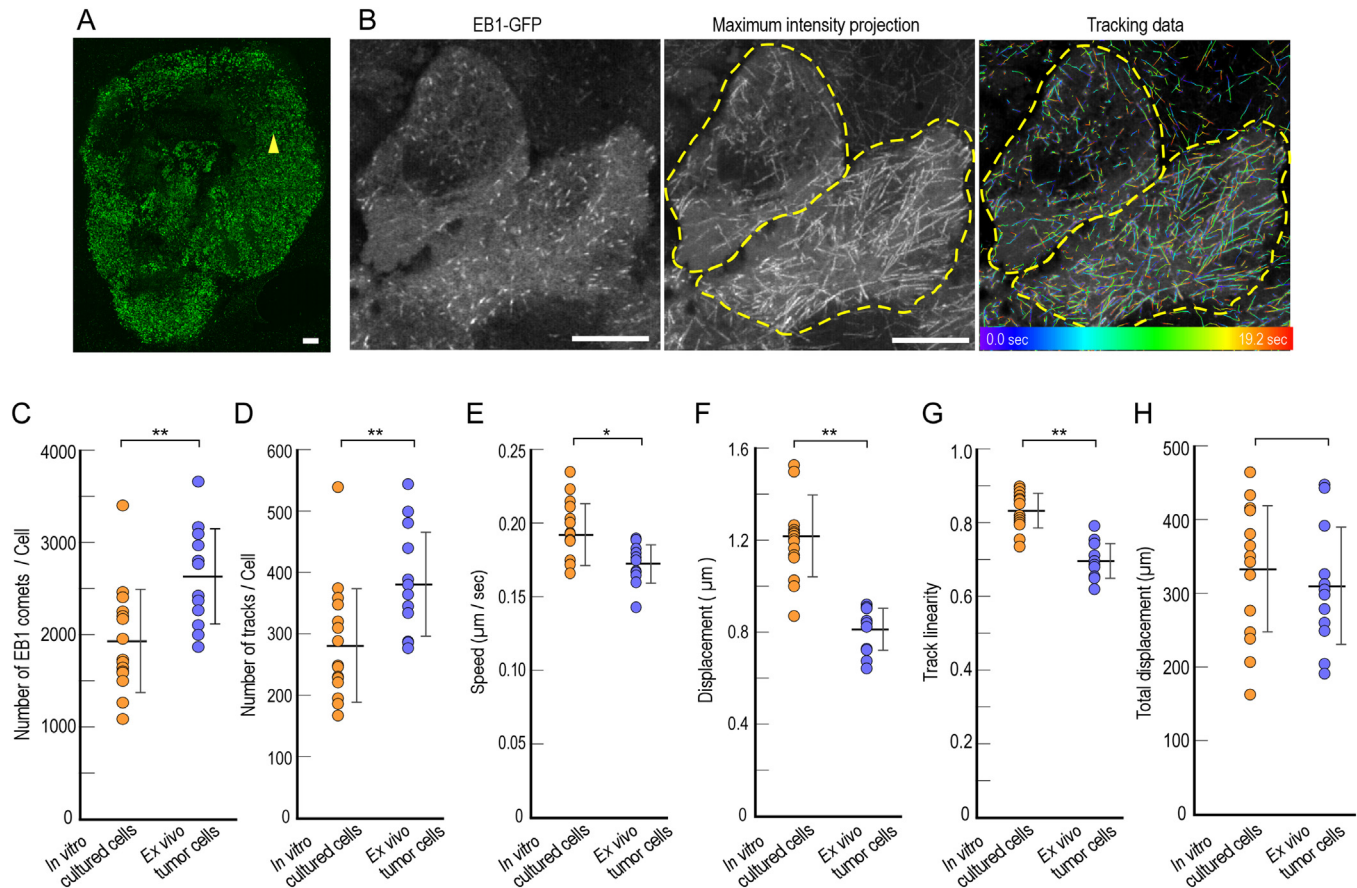 A
B
EB1-GFP
Maximum intensity projection
Tracking data
0.0 sec
19.2 sec
C
D
E
F
G
H
Number of EB1 comets / Cell
4000
3000
2000
1000
0
**
In vitro
cultured cells
Ex vivo
tumor cells
Number of tracks / Cell
600
500
400
300
200
100
0
**
In vitro
cultured cells
Ex vivo
tumor cells
Speed (μm / sec)
0.25
0.20
0.15
0.10
0.05
0
*
In vitro
cultured cells
Ex vivo
tumor cells
Displacement ( μm )
1.6
1.2
0.8
0.4
0
**
In vitro
cultured cells
Ex vivo
tumor cells
Track linearity
1.0
0.8
0.6
0.4
0.2
0
**
In vitro
cultured cells
Ex vivo
tumor cells
Total displacement (μm)
500
400
300
200
100
0
In vitro
cultured cells
Ex vivo
tumor cells